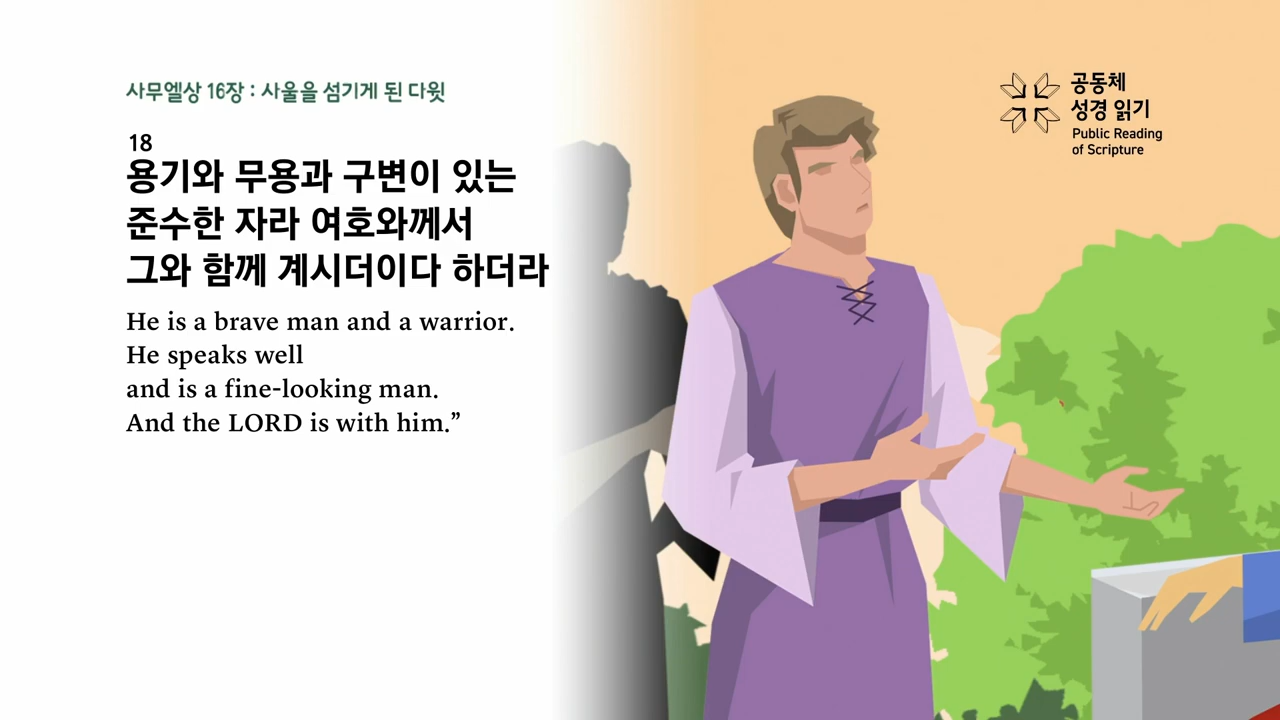 사무엘상 16장 : 사울을 섬기게 된 다윗
18
용기와 무용과 구변이 있는
준수한 자라 여호와께서
그와 함께 계시더이다 하더라
He is a brave man and a warrior.
He speaks well
and is a fine-looking man.
And the LORD is with him.”
공동체
성경 읽기
Public Reading
of Scripture